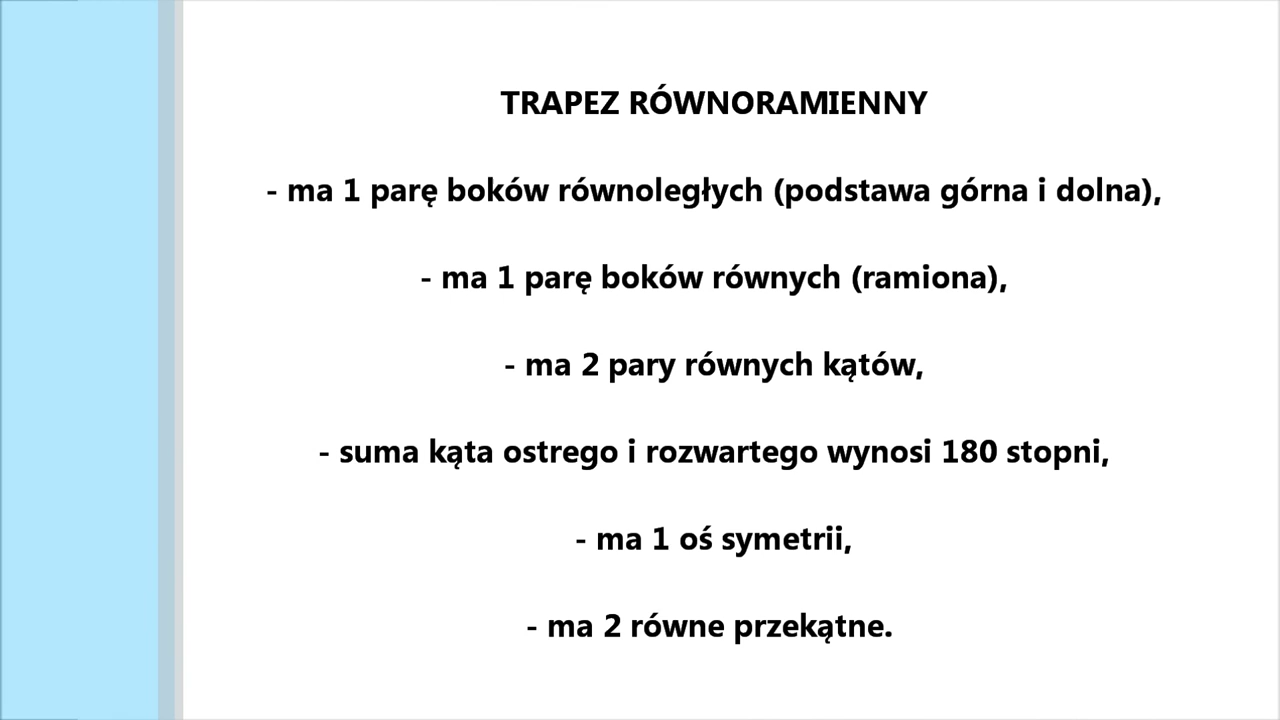 TRAPEZ RÓWNORAMIENNY
- ma 1 parę boków równoległych (podstawa górna i dolna),
- ma 1 parę boków równych (ramiona),
- ma 2 pary równych kątów,
- suma kąta ostrego i rozwartego wynosi 180 stopni,
- ma 1 oś symetrii,
- ma 2 równe przekątne.